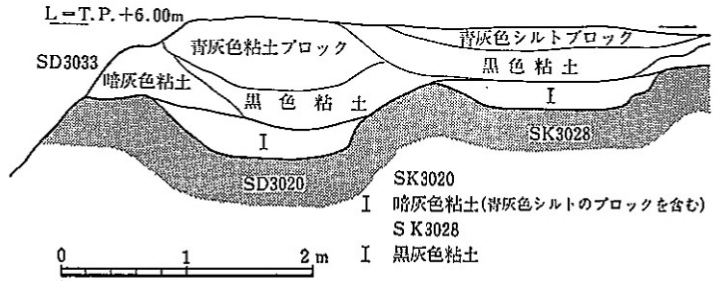 L=T.P.+6.00m
青灰色粘土ブロック
青灰色シルトブロック
SD3033
暗灰色粘土
黒色粘土
黒色粘土
I
I
SD3020
SK3028
SK3020
I 暗灰色粘土(青灰色シルトのブロックを含む)
SK3028
I 黒灰色粘土
0 1 2m